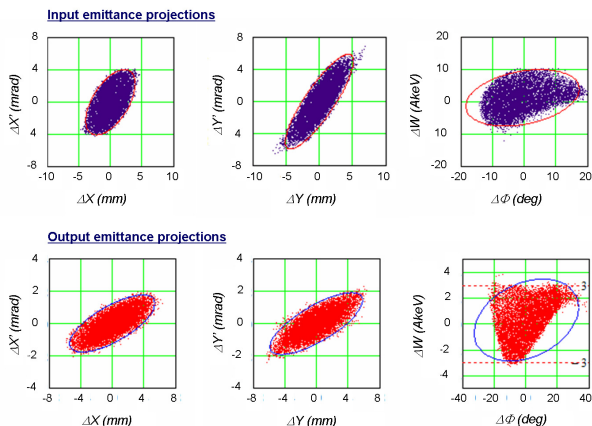 Input emittance projections
8
4
0
4
-8
ΔX' (mrad)
-10 -5 0 5 10
ΔX (mm)
8
4
0
-4
-8
ΔY' (mrad)
-10 -5 0 5 10
ΔY (mm)
20
10
0
10
20
ΔW (AkeV)
-20 -10 0 10 20
ΔΦ (deg)
Output emittance projections
4
2
0
-2
-4
ΔX' (mrad)
-8 -4 0 4 8
ΔX (mm)
4
2
0
-2
-4
ΔY' (mrad)
-8 -4 0 4 8
ΔY (mm)
4
2
0
-2
-4
ΔW (AkeV)
3
-3
40 -20 0 20 40
ΔΦ (deg)